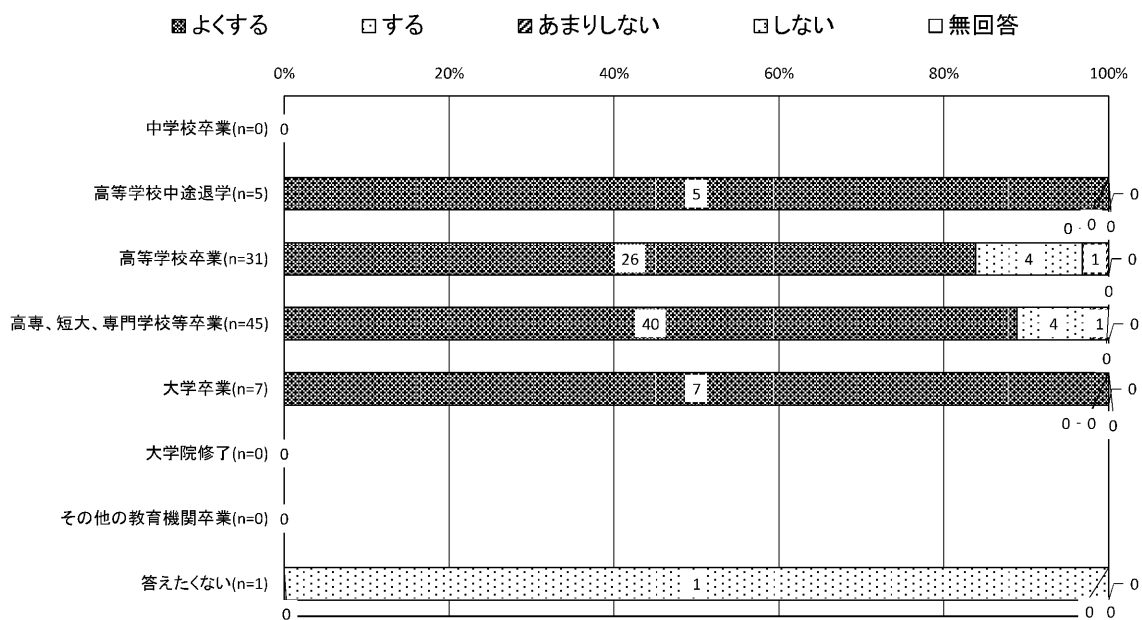 よくする する あまりしない しない 無回答
0% 20% 40% 60% 80% 100%
中学校卒業(n=0) 0
高等学校中途退学(n=5) 5 0
0 0 0
高等学校卒業(n=31) 26 4 1 0
0
高専、短大、専門学校等卒業(n=45) 40 4 1 0
0
大学卒業(n=7) 7 0
0 0 0
大学院修了(n=0) 0
その他の教育機関卒業(n=0) 0
答えたくない(n=1) 1 0
0 0 0